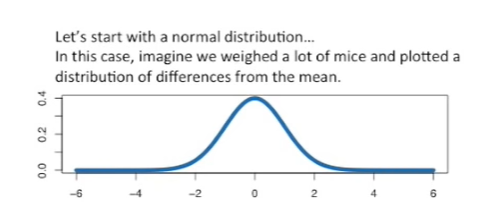 Let's start with a normal distribution...
In this case, imagine we weighed a lot of mice and plotted a
distribution of differences from the mean.
0.4
0.2
0.0
-6 -4 -2 0 2 4 6